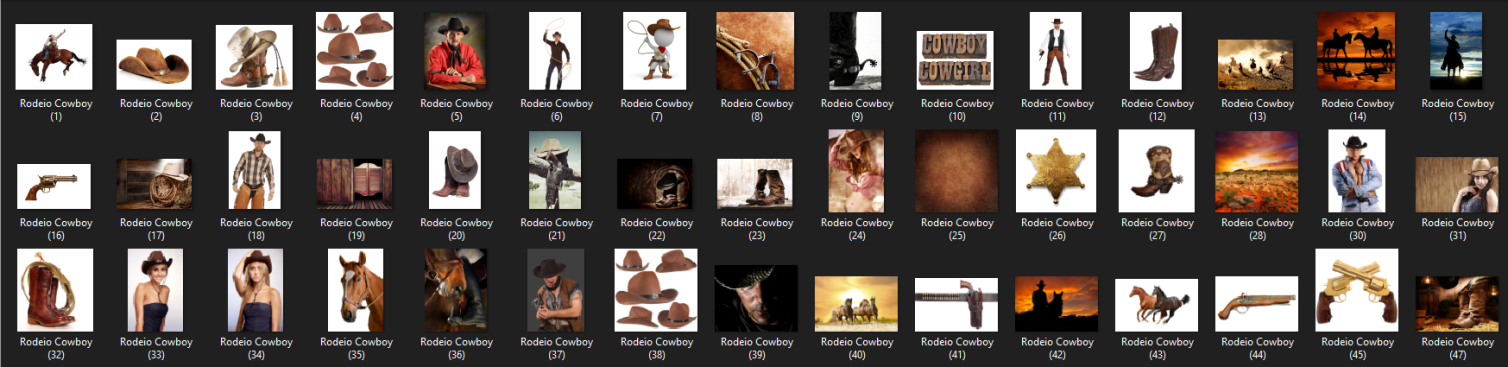 COWBOY
COWGIRL
Rodeio Cowboy (1)
Rodeio Cowboy (2)
Rodeio Cowboy (3)
Rodeio Cowboy (4)
Rodeio Cowboy (5)
Rodeio Cowboy (6)
Rodeio Cowboy (7)
Rodeio Cowboy (8)
Rodeio Cowboy (9)
Rodeio Cowboy (10)
Rodeio Cowboy (11)
Rodeio Cowboy (12)
Rodeio Cowboy (13)
Rodeio Cowboy (14)
Rodeio Cowboy (15)
Rodeio Cowboy (16)
Rodeio Cowboy (17)
Rodeio Cowboy (18)
Rodeio Cowboy (19)
Rodeio Cowboy (20)
Rodeio Cowboy (21)
Rodeio Cowboy (22)
Rodeio Cowboy (23)
Rodeio Cowboy (24)
Rodeio Cowboy (25)
Rodeio Cowboy (26)
Rodeio Cowboy (27)
Rodeio Cowboy (28)
Rodeio Cowboy (30)
Rodeio Cowboy (31)
Rodeio Cowboy (32)
Rodeio Cowboy (33)
Rodeio Cowboy (34)
Rodeio Cowboy (35)
Rodeio Cowboy (36)
Rodeio Cowboy (37)
Rodeio Cowboy (38)
Rodeio Cowboy (39)
Rodeio Cowboy (40)
Rodeio Cowboy (41)
Rodeio Cowboy (42)
Rodeio Cowboy (43)
Rodeio Cowboy (44)
Rodeio Cowboy (45)
Rodeio Cowboy (47)